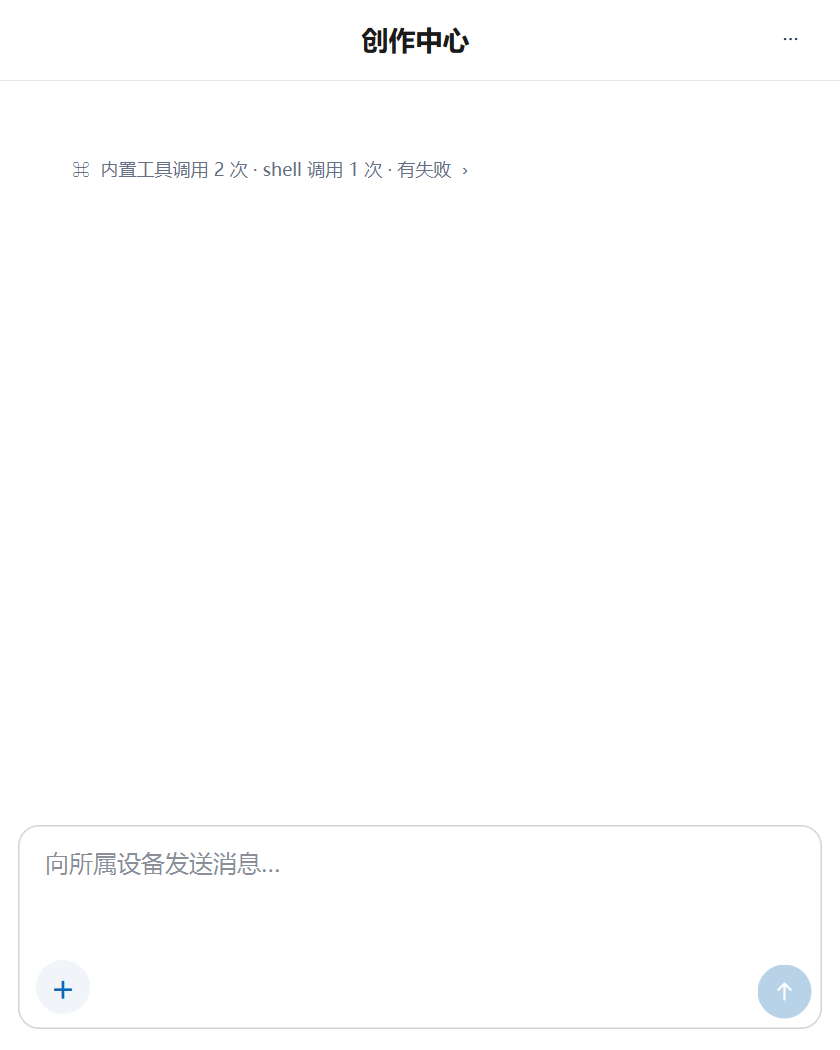 创作中心
···
⌘ 内置工具调用 2 次 · shell 调用 1 次 · 有失败 ›
向所属设备发送消息...